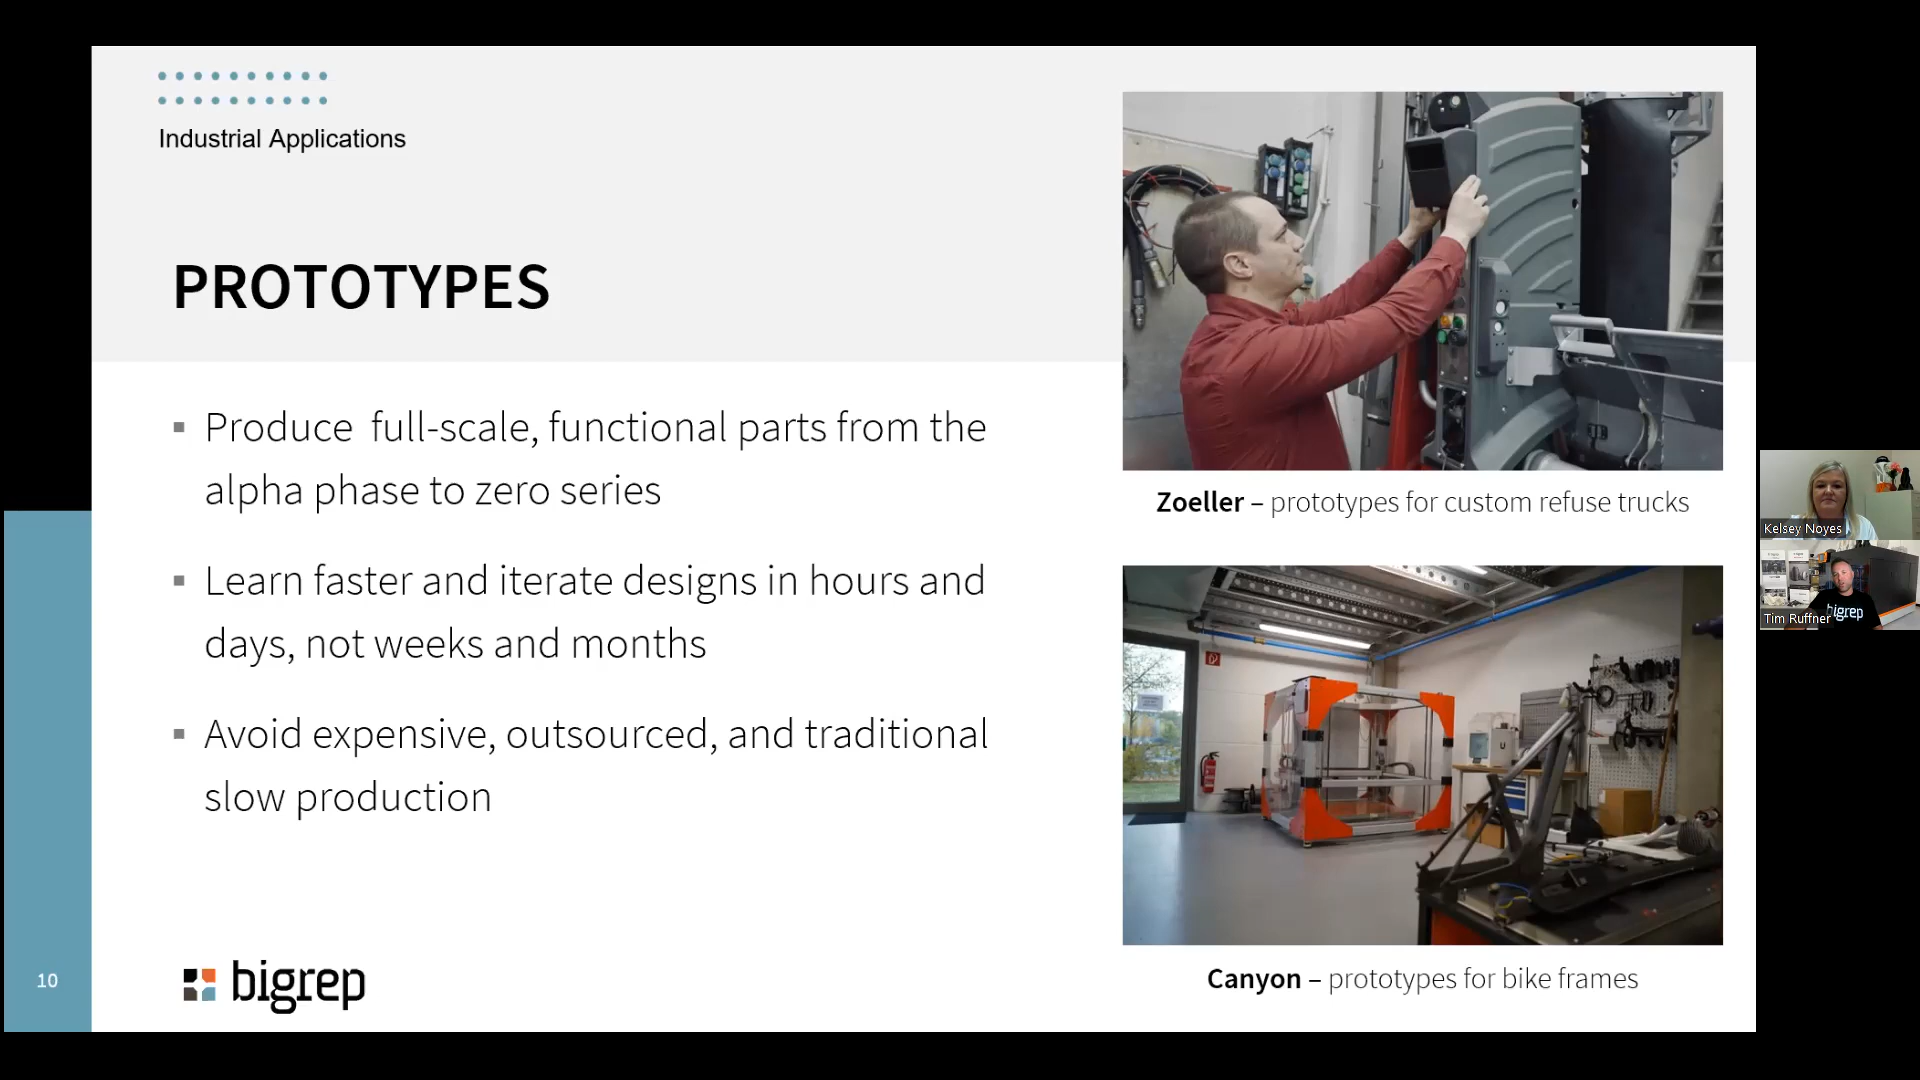 Industrial Applications
PROTOTYPES
▪ Produce  full-scale, functional parts from the
alpha phase to zero series
▪ Learn faster and iterate designs in hours and
days, not weeks and months
▪ Avoid expensive, outsourced, and traditional
slow production
Zoeller – prototypes for custom refuse trucks
Canyon – prototypes for bike frames
10
bigrep
Kelsey Noyes
bigrep
Tim Ruffner